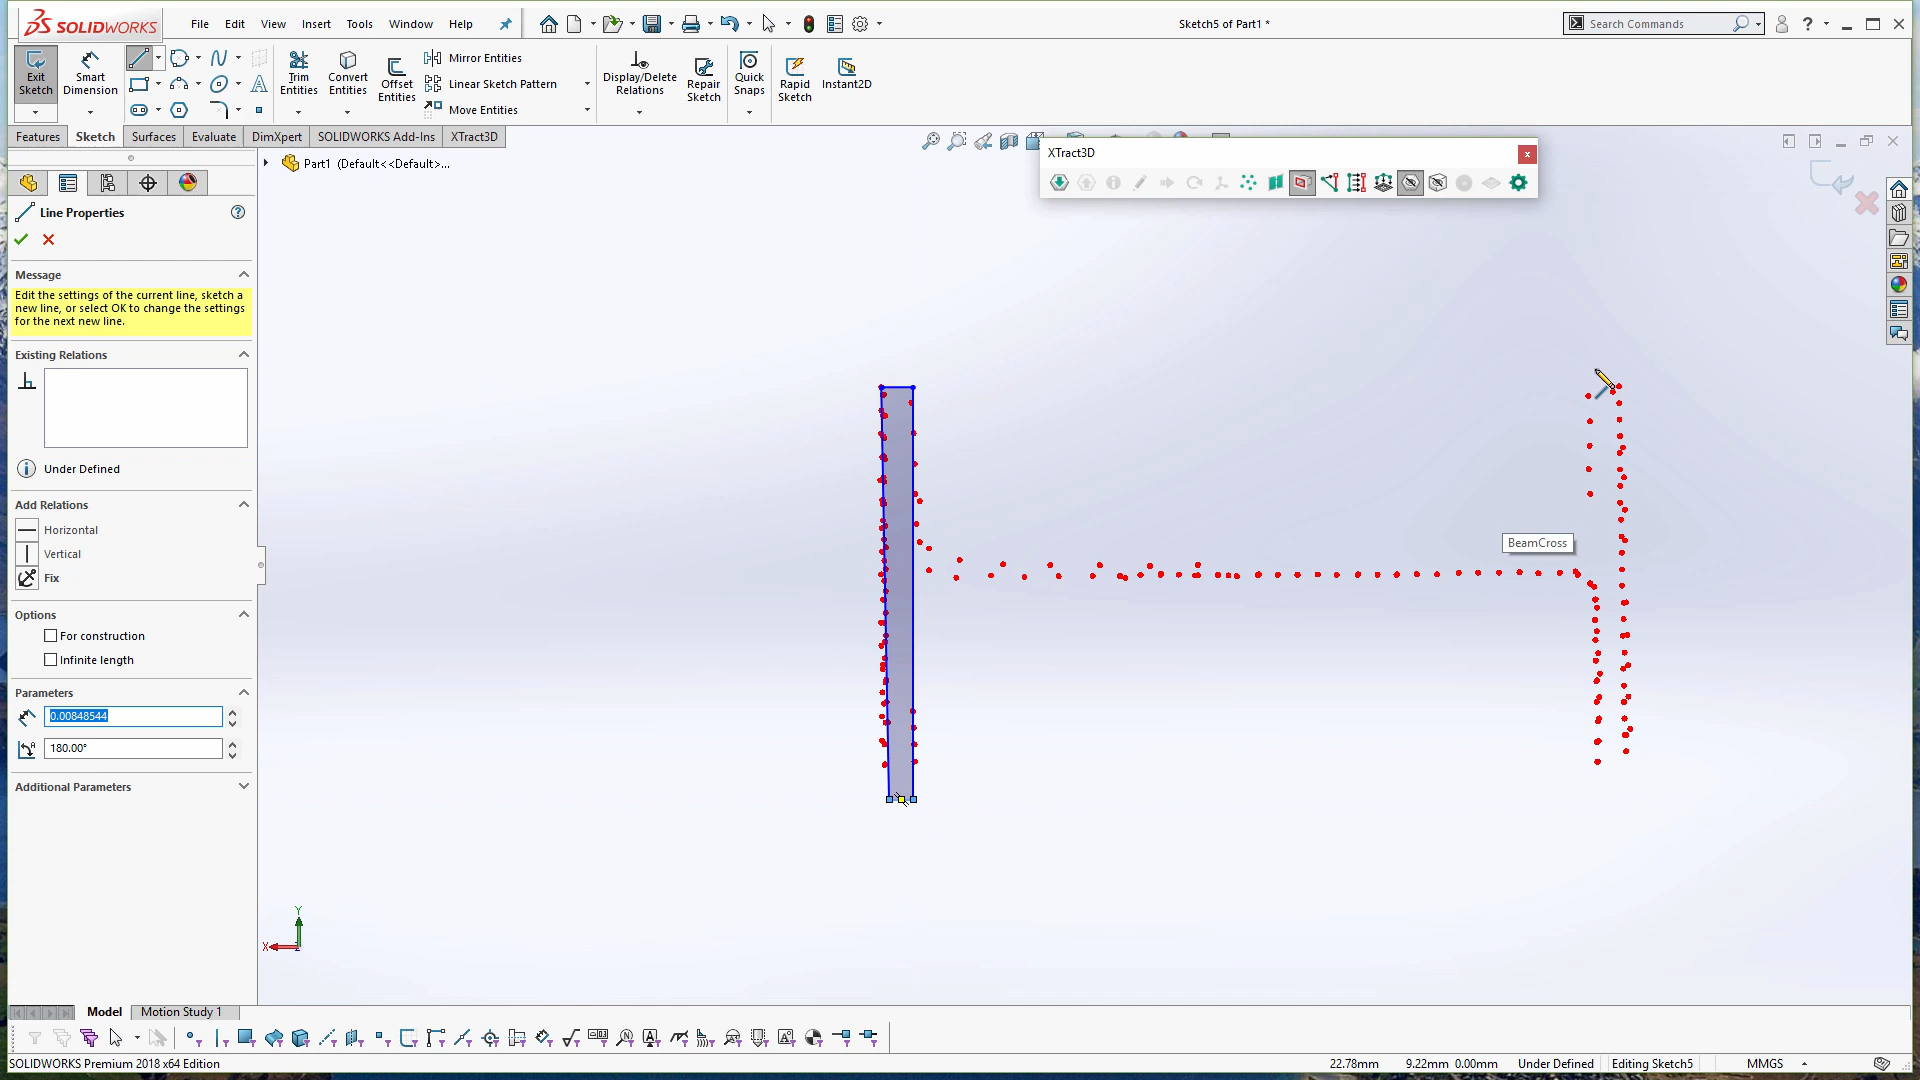 SOLIDWORKS
File
Edit
View
Insert
Tools
Window
Help
Sketch5 of Part1 *
Search Commands
Exit Sketch
Smart Dimension
Trim Entities
Convert Entities
Offset Entities
Mirror Entities
Linear Sketch Pattern
Move Entities
Display/Delete Relations
Repair Sketch
Quick Snaps
Rapid Sketch
Instant2D
Features
Sketch
Surfaces
Evaluate
DimXpert
SOLIDWORKS Add-Ins
XTract3D
Part1 (Default<<Default>...
XTract3D
Line Properties
Message
Edit the settings of the current line, sketch a
new line, or select OK to change the settings
for the next new line.
Existing Relations
Under Defined
Add Relations
Horizontal
Vertical
Fix
Options
For construction
Infinite length
Parameters
0.00848544
180.00°
Additional Parameters
BeamCross
Y
X
Model
Motion Study 1
SOLIDWORKS Premium 2018 x64 Edition
22.78mm
9.22mm
0.00mm
Under Defined
Editing Sketch5
MMGS